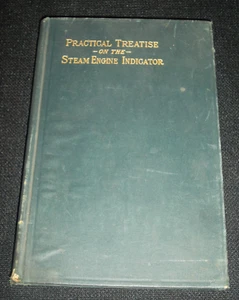 PRACTICAL TREATISE
-ON THE-
STEAM ENGINE INDICATOR